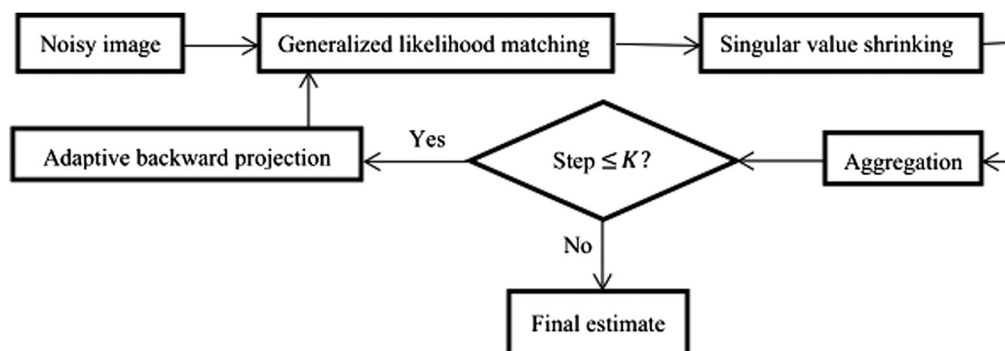 Noisy image
Generalized likelihood matching
Singular value shrinking
Adaptive backward projection
Yes
Step ≤ K?
Aggregation
No
Final estimate